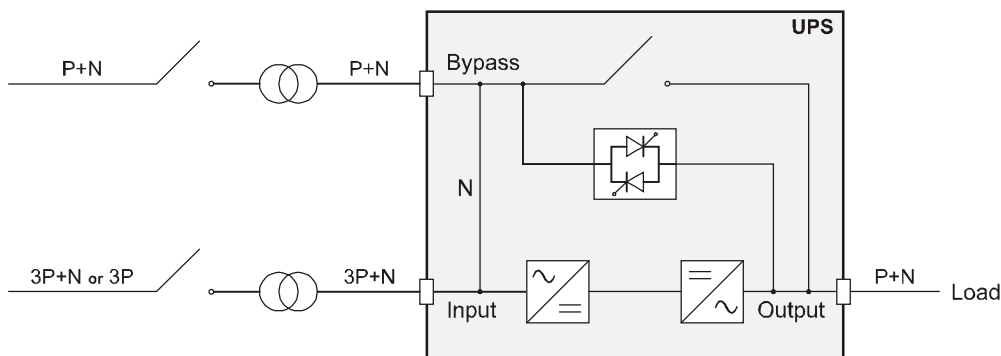 UPS
P+N
P+N
Bypass
N
3P+N or 3P
3P+N
Input
Output
P+N
Load